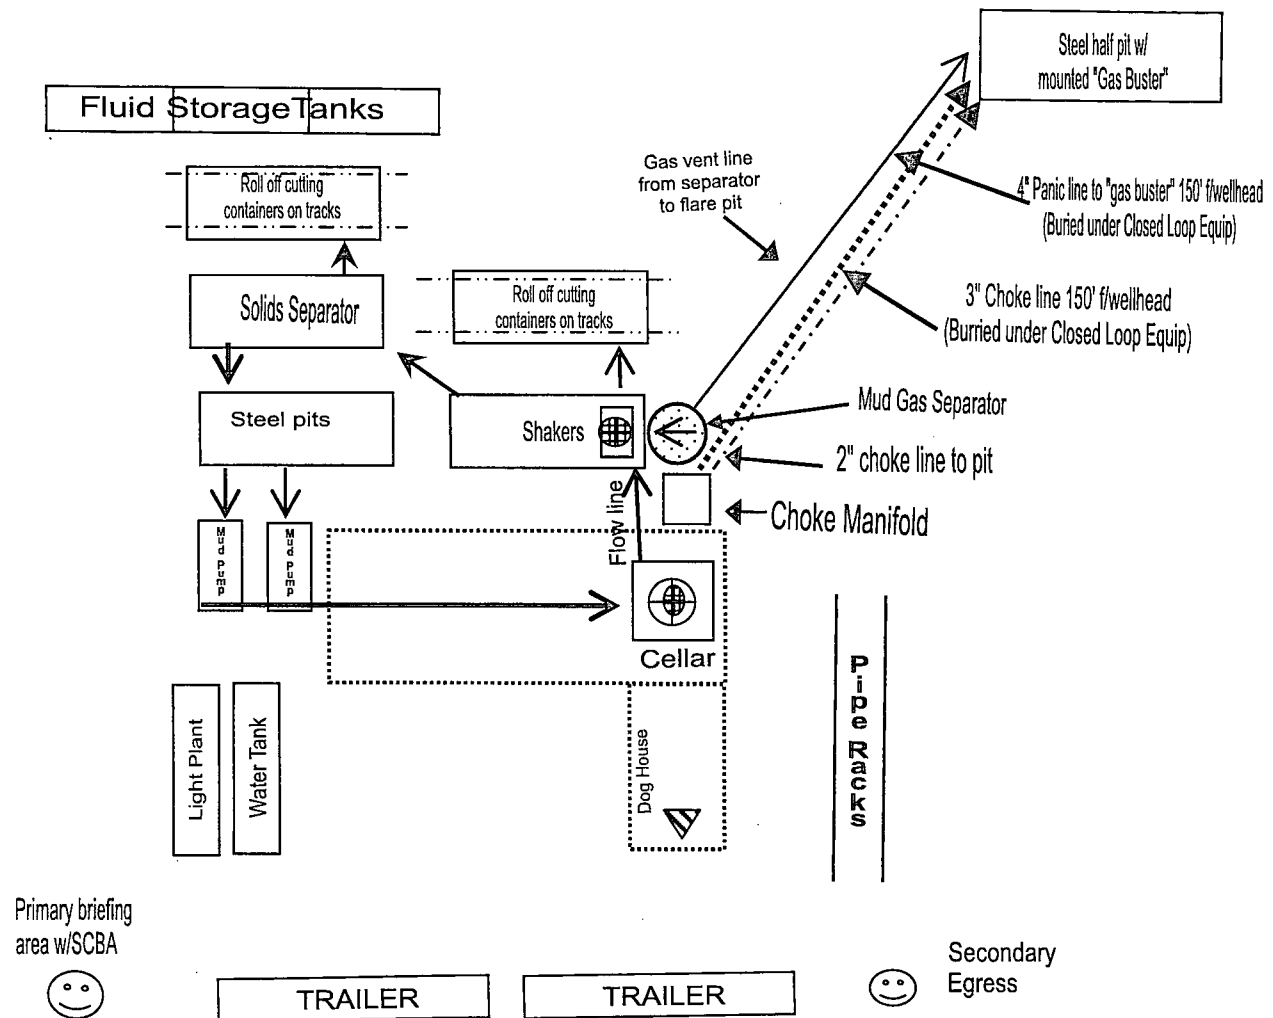 Steel half pit w/
mounted "Gas Buster"
Fluid Storage Tanks
Gas vent line
from separator
to flare pit
Roll off cutting
containers on tracks
4" Panic line to "gas buster" 150' f/wellhead
(Buried under Closed Loop Equip)
Solids Separator
Roll off cutting
containers on tracks
3" Choke line 150' f/wellhead
(Burried under Closed Loop Equip)
Steel pits
Shakers
Mud Gas Separator
2" choke line to pit
Flow line
Choke Manifold
Mud Pump
Mud Pump
Cellar
Pipe Racks
Light Plant
Water Tank
Dog House
Primary briefing
area w/SCBA
Secondary
Egress
TRAILER
TRAILER